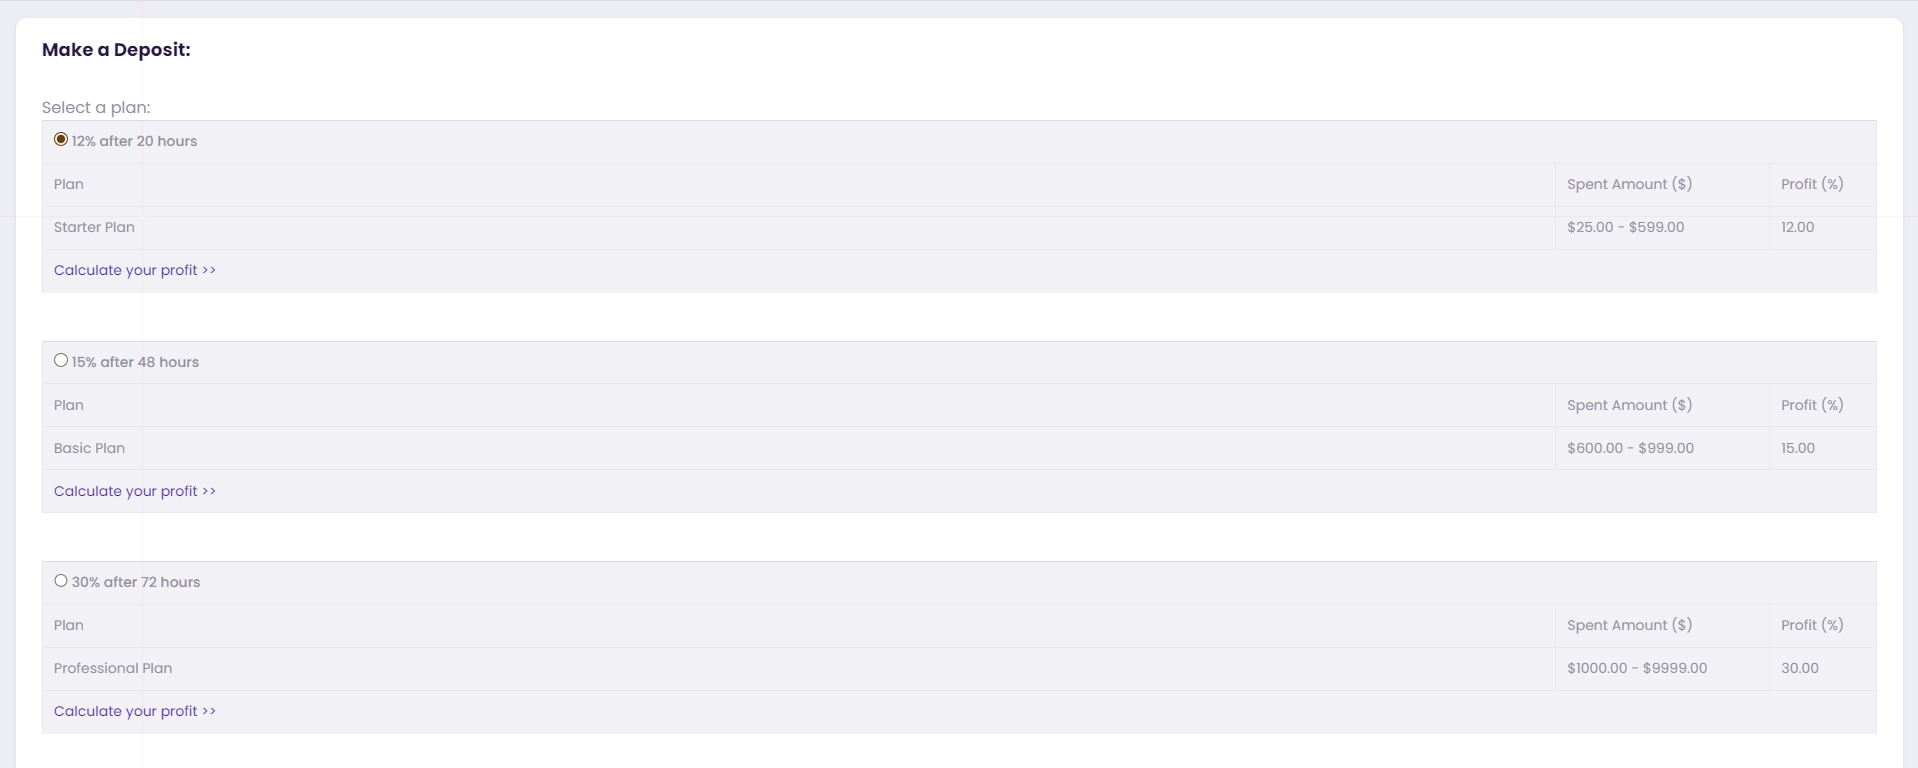 Make a Deposit:
Select a plan:
12% after 20 hours
Plan Spent Amount ($) Profit (%)
Starter Plan $25.00 - $599.00 12.00
Calculate your profit >>
15% after 48 hours
Plan Spent Amount ($) Profit (%)
Basic Plan $600.00 - $999.00 15.00
Calculate your profit >>
30% after 72 hours
Plan Spent Amount ($) Profit (%)
Professional Plan $1000.00 - $9999.00 30.00
Calculate your profit >>